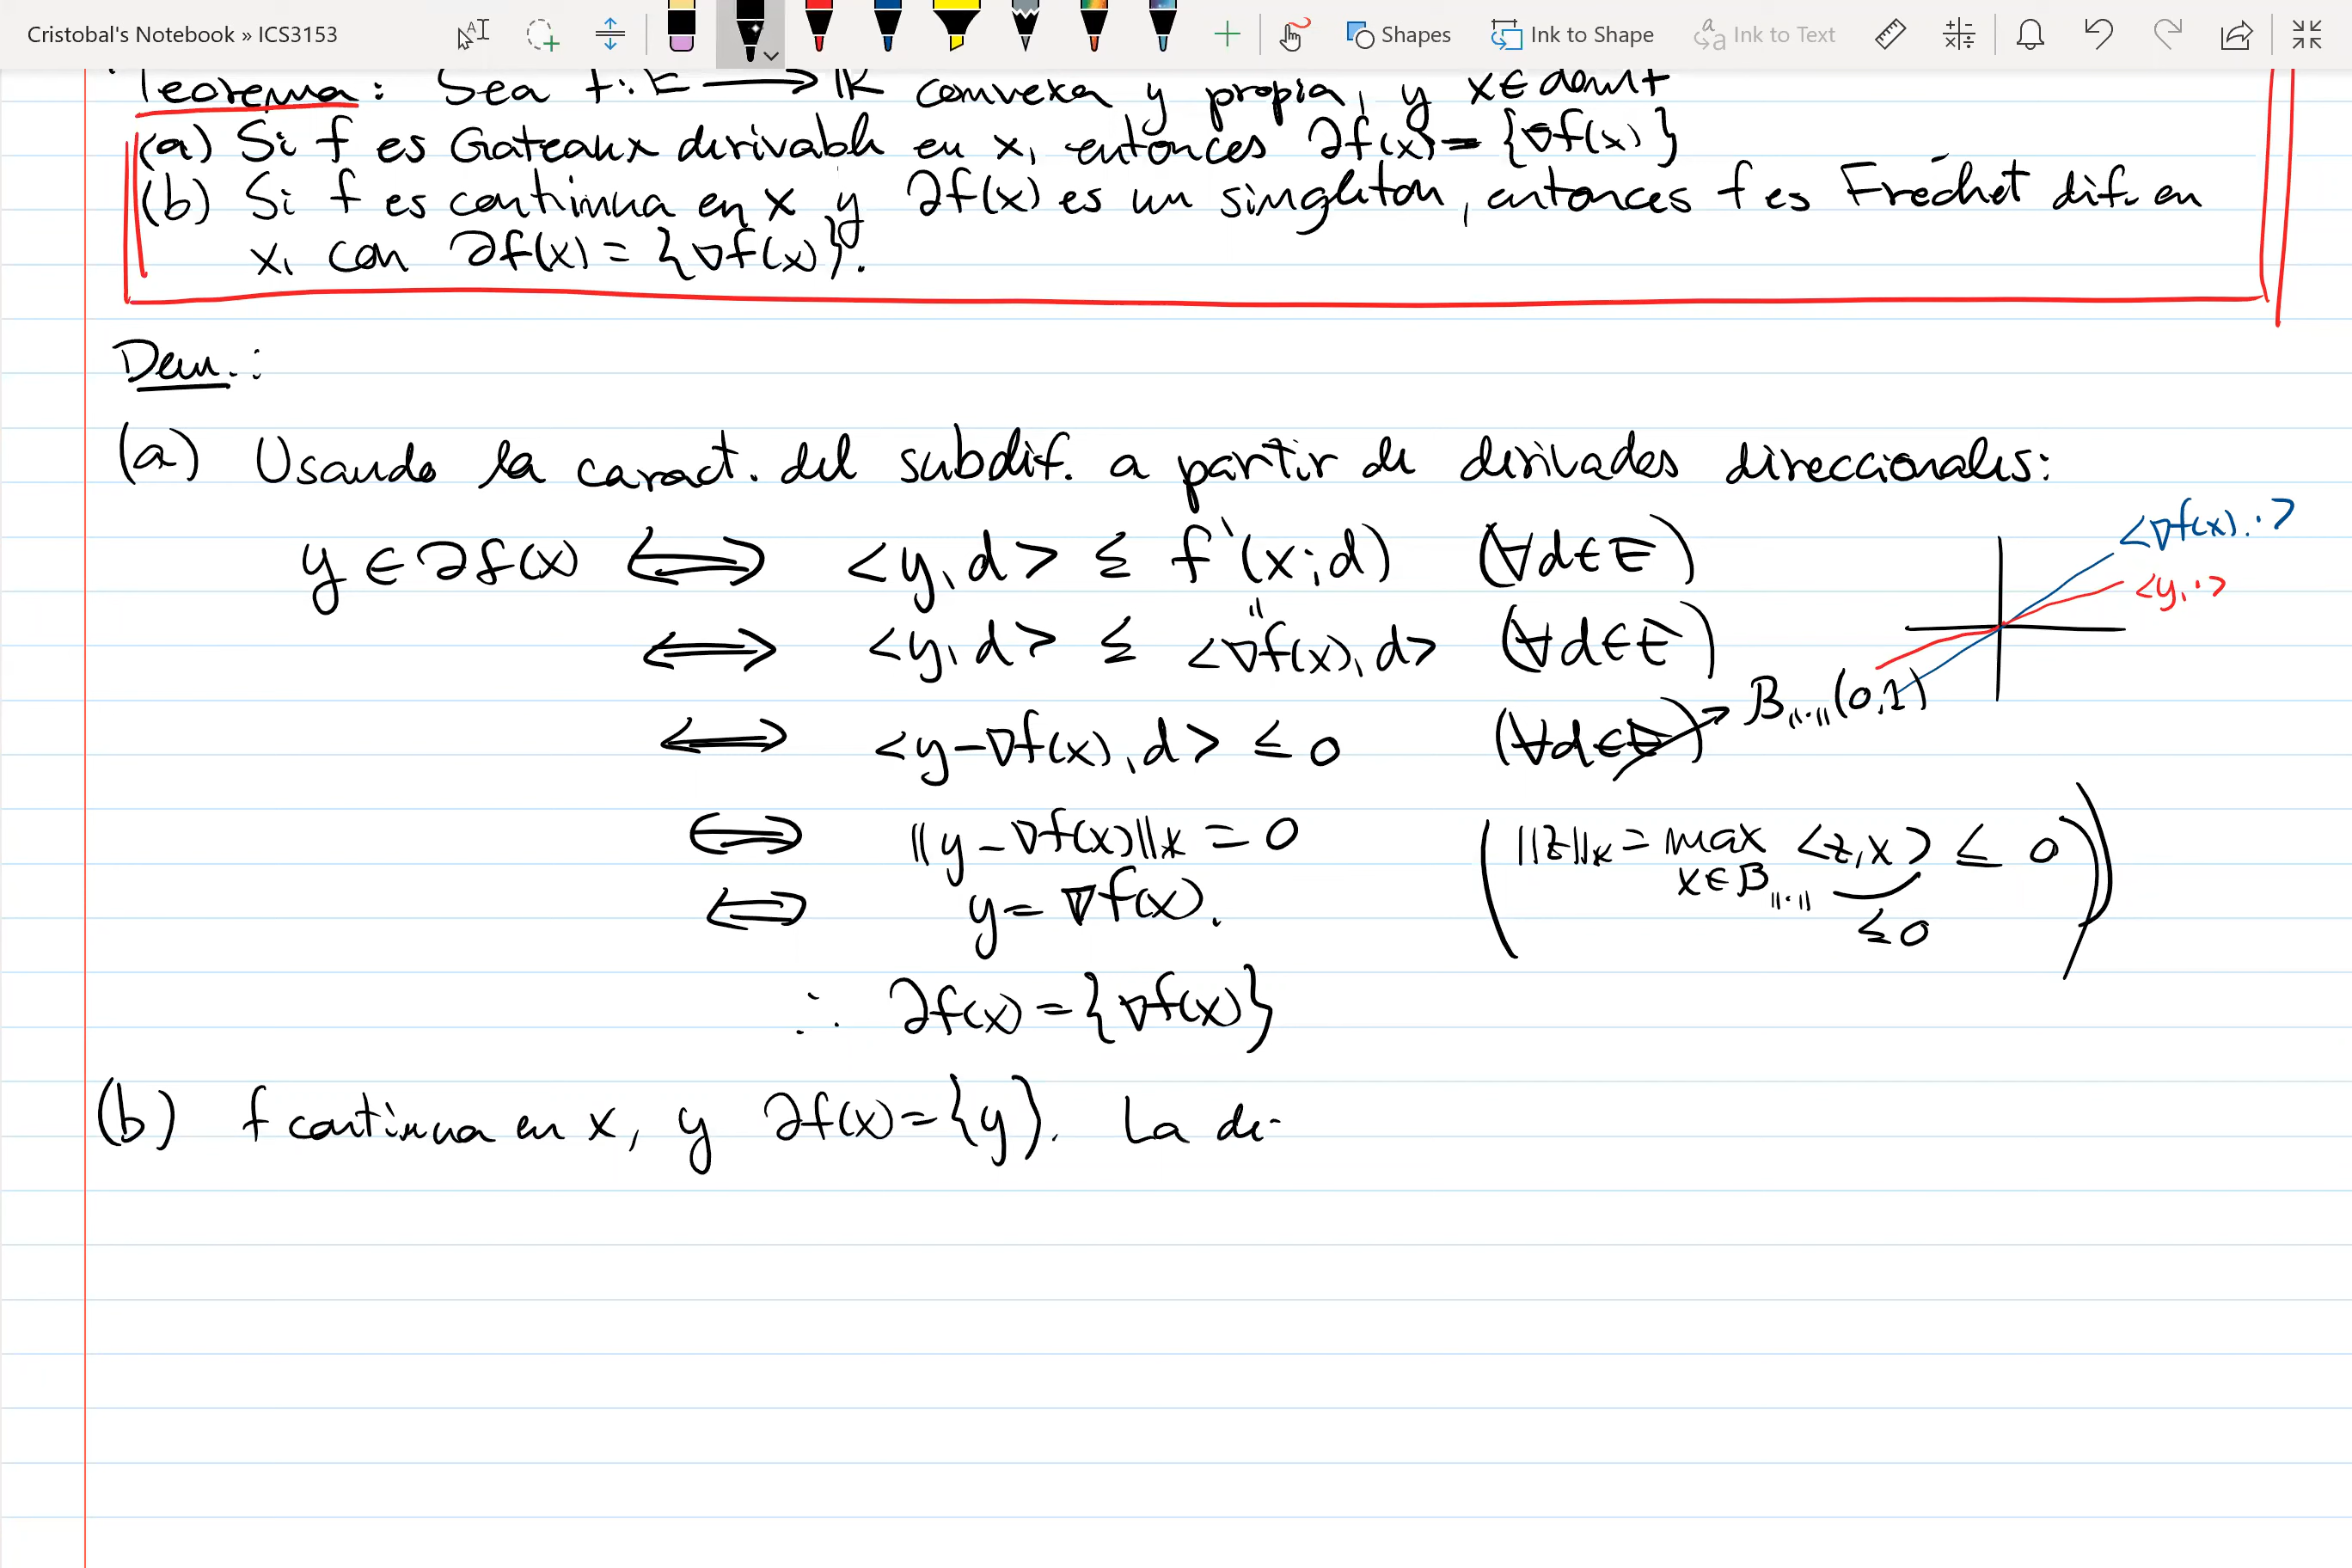 Cristobal's Notebook » ICS3153
Shapes
Ink to Shape
Ink to Text
Teorema: Sea f: E → ℝ convexa y propia, y x∈domf
(a) Si f es Gateaux derivable en x, entonces ∂f(x) = {∇f(x)}
(b) Si f es continua en x y ∂f(x) es un singleton, entonces f es Fréchet dif. en
x, con ∂f(x) = {∇f(x)}.
Dem.:
(a) Usando la caract. del subdif. a partir de derivadas direccionales:
y ∈ ∂f(x) ⟺ <y,d> ≤ f'(x;d) (∀d∈E)
<∇f(x),·>
<y,·>
"
⟺ <y,d> ≤ <∇f(x),d> (∀d∈E)
⟺ <y-∇f(x),d> ≤ 0 (∀d∈E) → B‖·‖(0,1)
⟺ ‖y-∇f(x)‖* = 0 (‖z‖* = max <z,x> ≤ 0)
x∈B‖·‖ ≤0
⟺ y = ∇f(x).
∴ ∂f(x) = {∇f(x)}
(b) f continua en x, y ∂f(x) = {y}. La de-